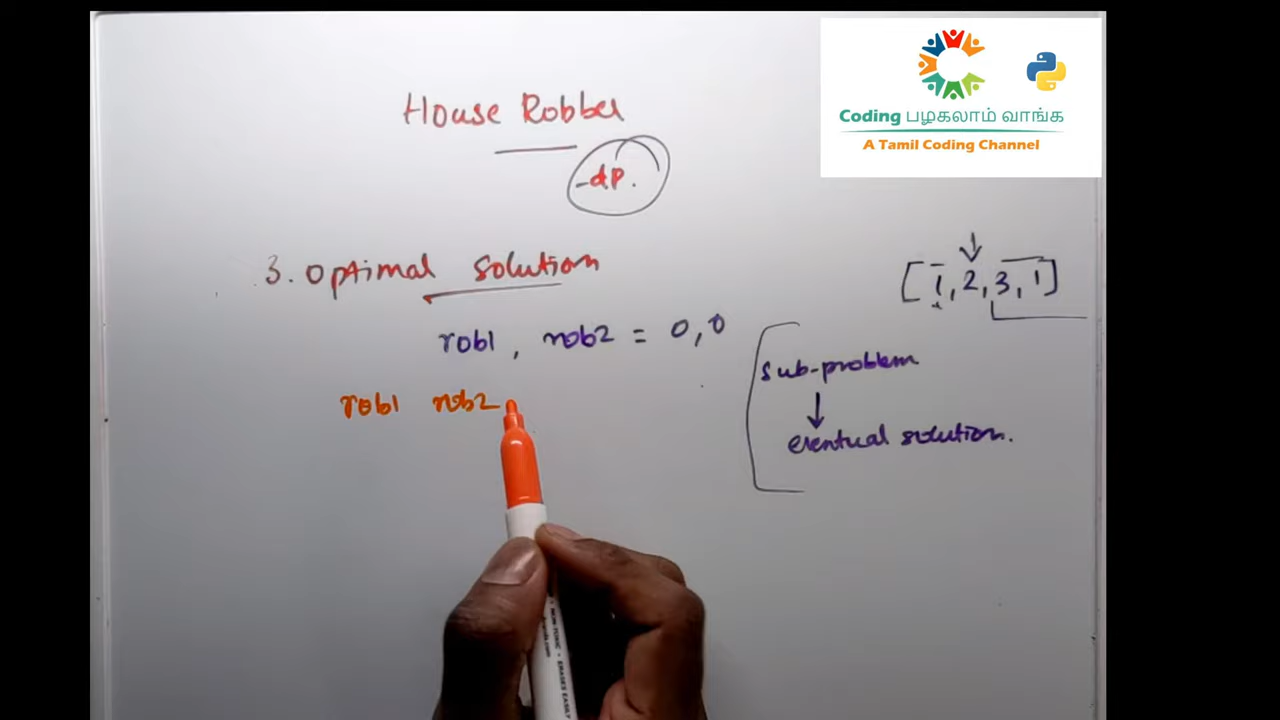 Coding பழகலாம் வாங்க
A Tamil Coding Channel
House Robber
-dp.
3. Optimal solution
[1, 2, 3, 1]
rob1, rob2 = 0, 0
sub-problem
rob1 rob2
eventual solution.